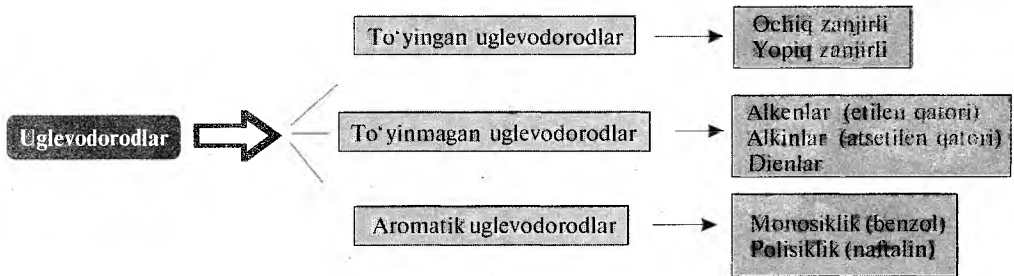 To‘yingan uglevodorodlar
Ochiq zanjirli
Yopiq zanjirli
Uglevodorodlar
To‘yinmagan uglevodorodlar
Alkenlar (etilen qatori)
Alkinlar (atsetilen qatori)
Dienlar
Aromatik uglevodorodlar
Monosiklik (benzol)
Polisiklik (naftalin)